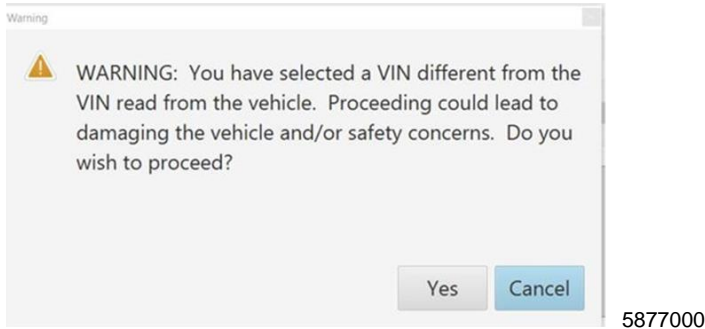 Warning
WARNING: You have selected a VIN different from the
VIN read from the vehicle. Proceeding could lead to
damaging the vehicle and/or safety concerns. Do you
wish to proceed?
Yes Cancel
5877000